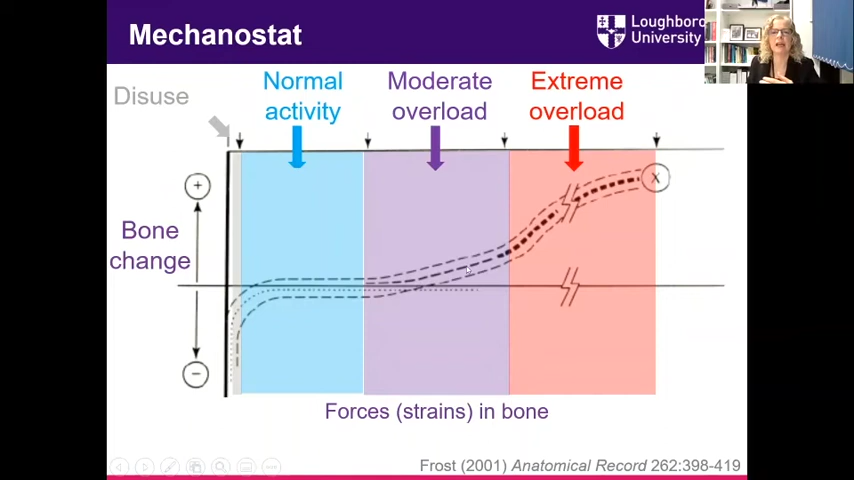 Mechanostat
Loughboro
University
Disuse
Normal
activity
Moderate
overload
Extreme
overload
+
Bone
change
−
X
Forces (strains) in bone
Frost (2001) Anatomical Record 262:398-419